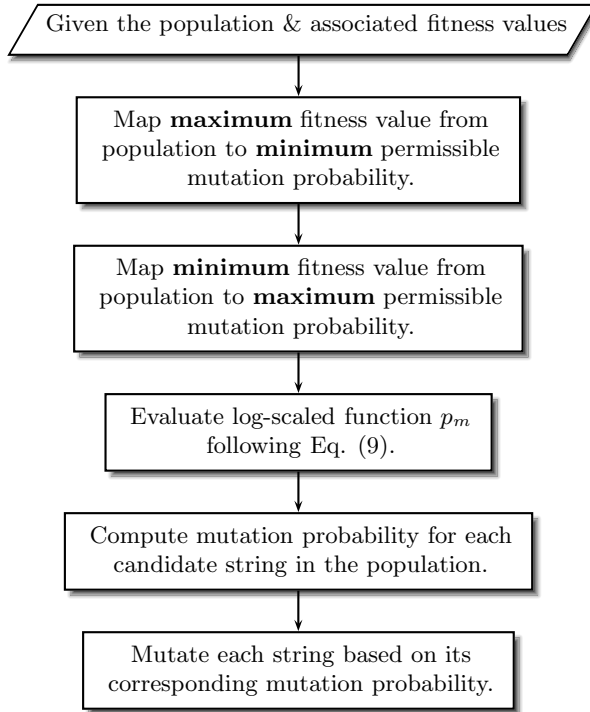 Given the population & associated fitness values
Map maximum fitness value from
population to minimum permissible
mutation probability.
Map minimum fitness value from
population to maximum permissible
mutation probability.
Evaluate log-scaled function p_m
following Eq. (9).
Compute mutation probability for each
candidate string in the population.
Mutate each string based on its
corresponding mutation probability.